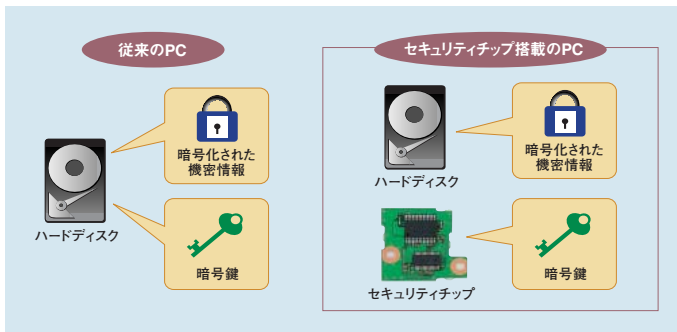 従来のPC
セキュリティチップ搭載のPC
暗号化された
機密情報
ハードディスク
暗号鍵
暗号化された
機密情報
ハードディスク
暗号鍵
セキュリティチップ